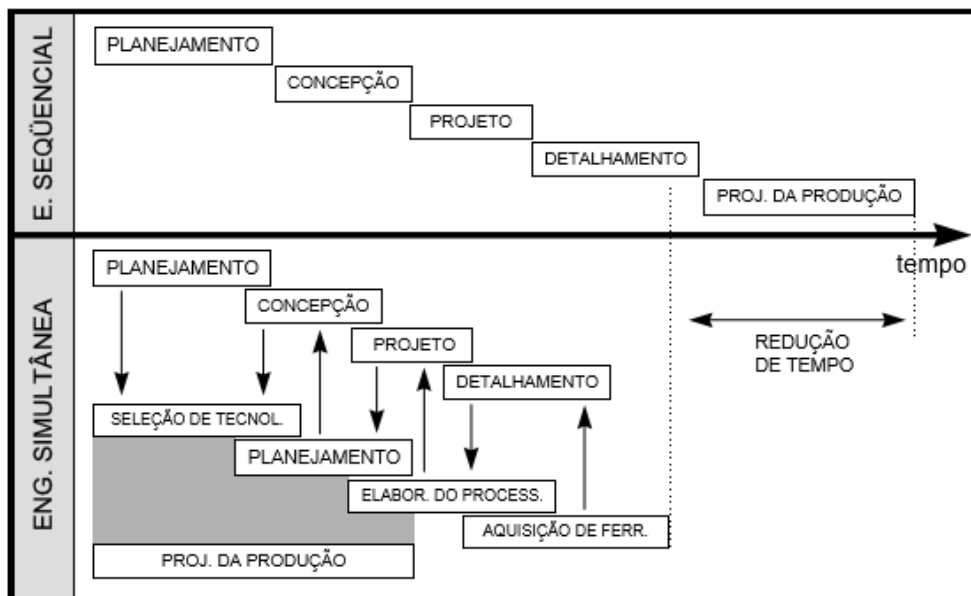 E. SEQÜENCIAL
PLANEJAMENTO
CONCEPÇÃO
PROJETO
DETALHAMENTO
PROJ. DA PRODUÇÃO
tempo
ENG. SIMULTÂNEA
PLANEJAMENTO
CONCEPÇÃO
PROJETO
DETALHAMENTO
REDUÇÃO
DE TEMPO
SELEÇÃO DE TECNOL.
PLANEJAMENTO
ELABOR. DO PROCESS.
AQUISIÇÃO DE FERR.
PROJ. DA PRODUÇÃO